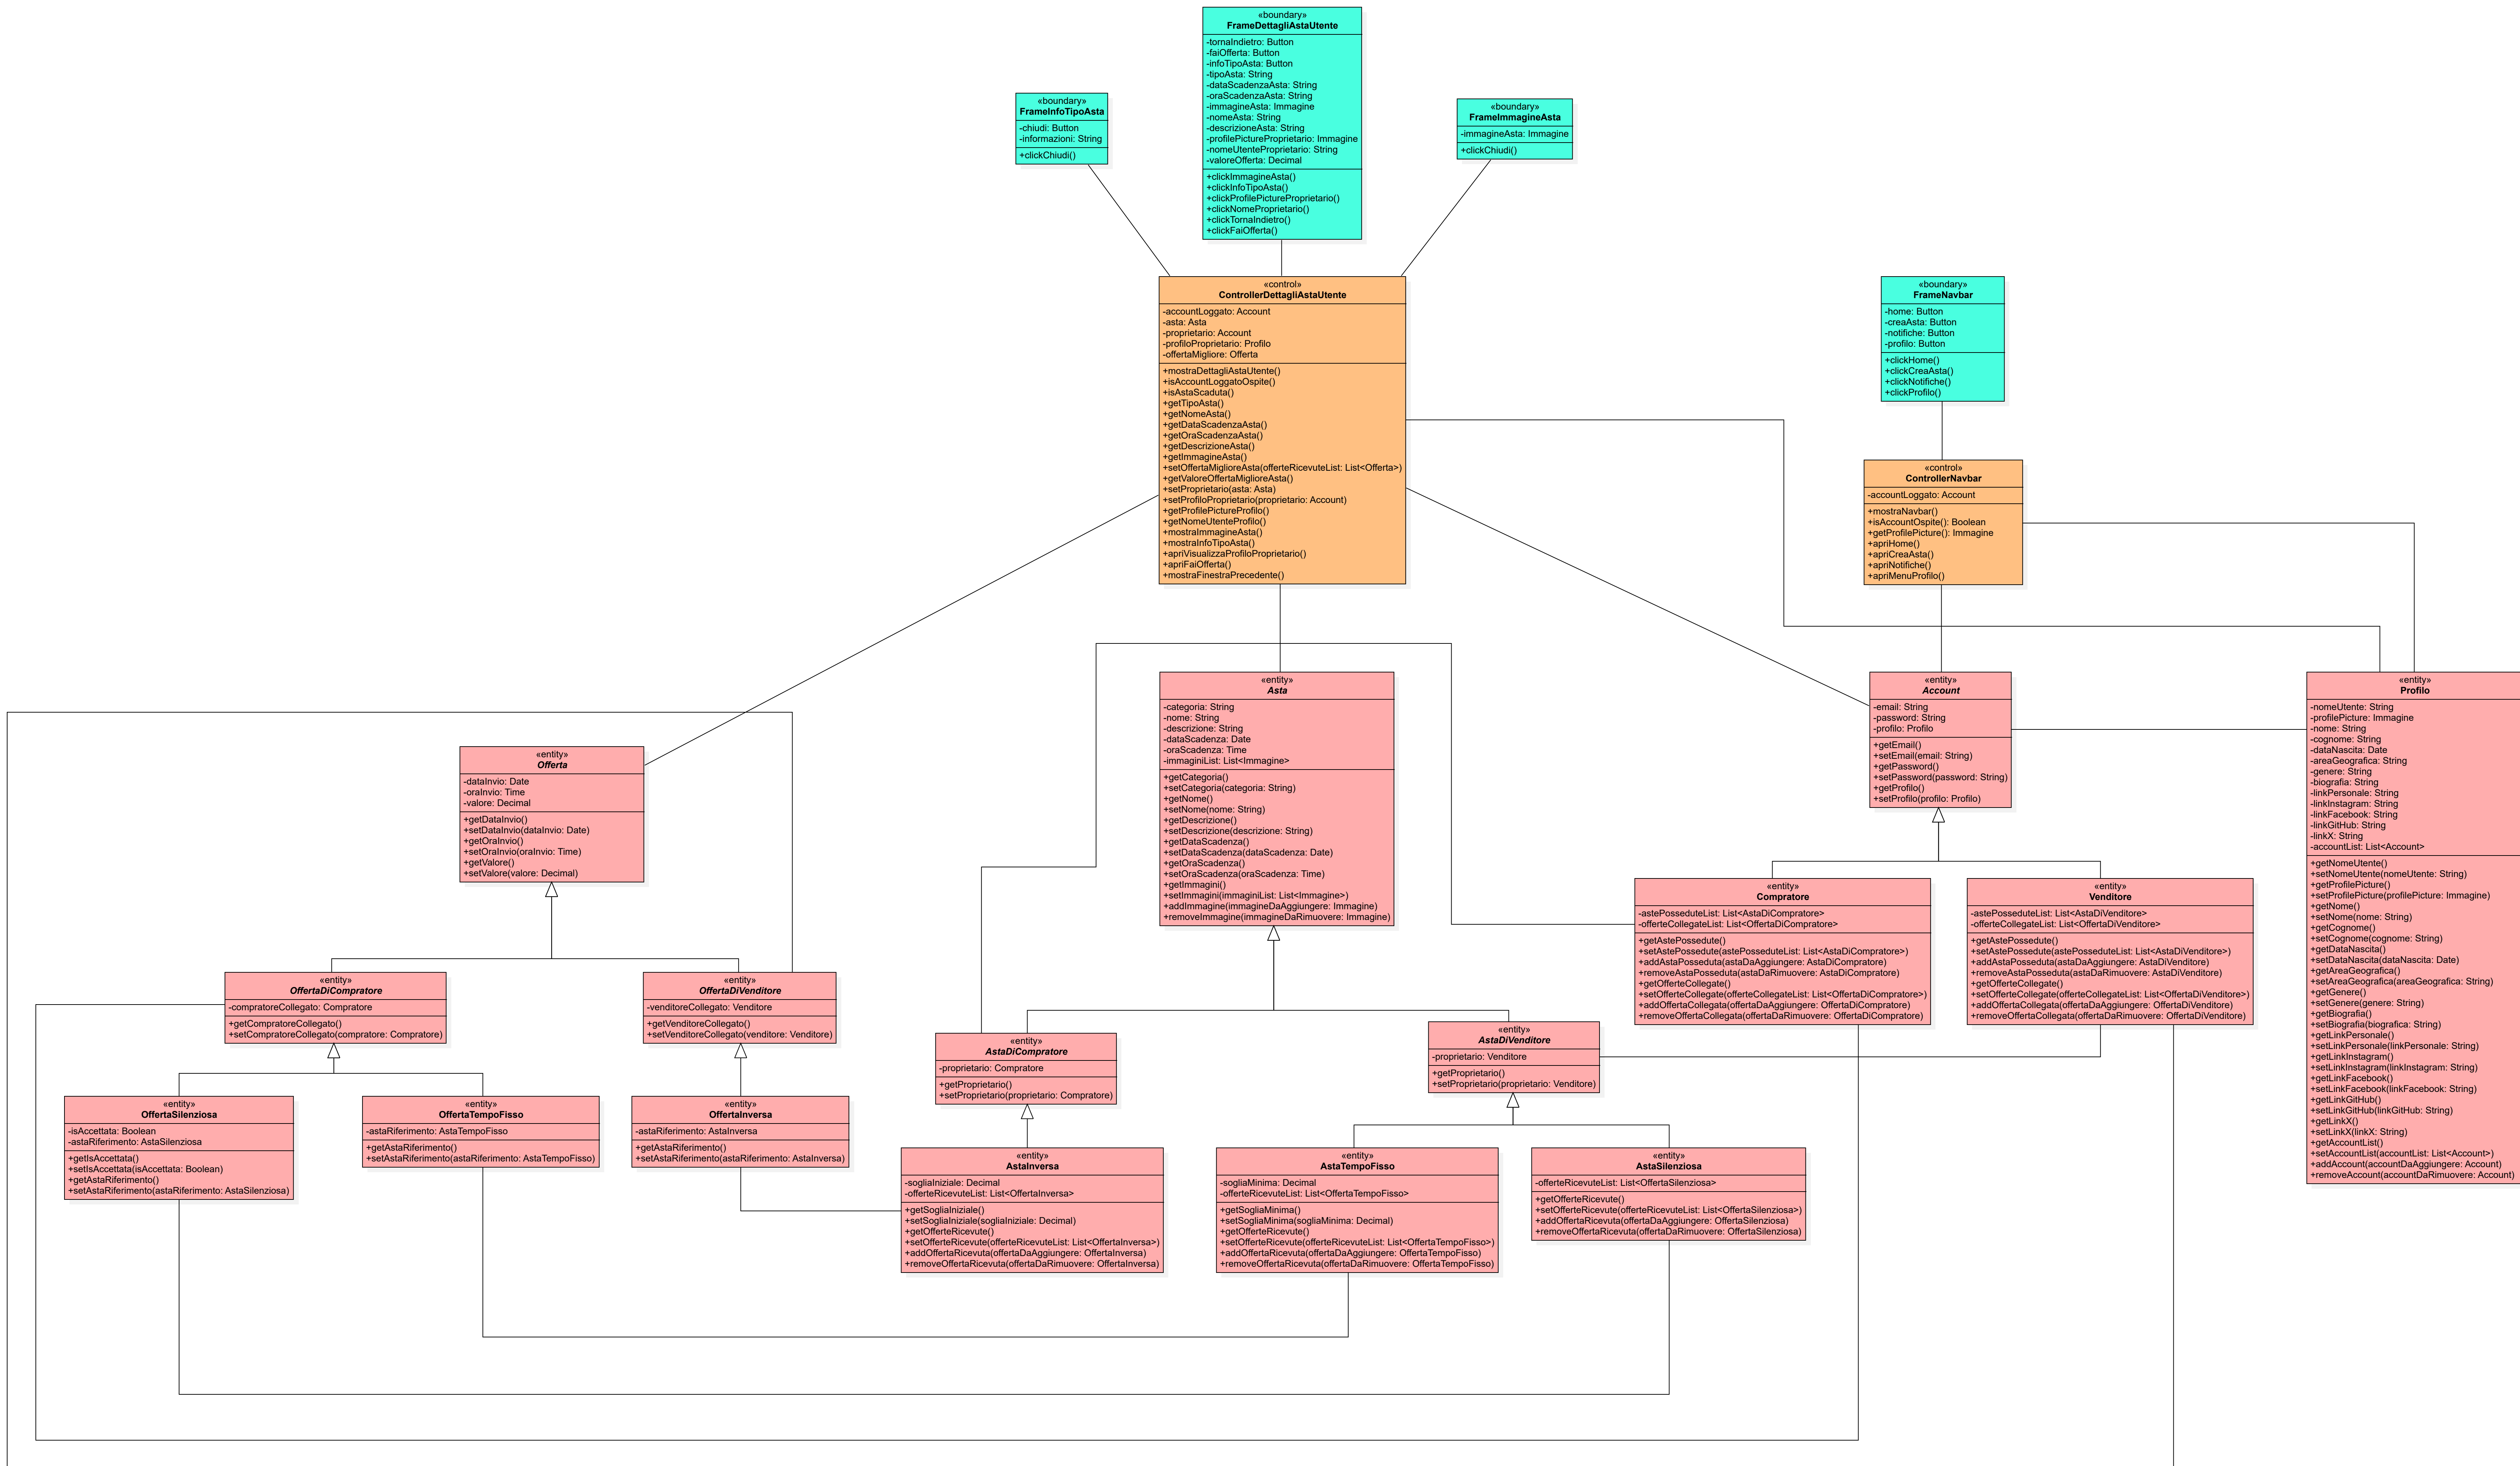 «boundary»
FrameDettagliAstaUtente
-tornaIndietro: Button
-faiOfferta: Button
-infoTipoAsta: Button
-tipoAsta: String
-dataScadenzaAsta: String
-oraScadenzaAsta: String
-immagineAsta: Immagine
-nomeAsta: String
-descrizioneAsta: String
-profilePictureProprietario: Immagine
-nomeUtenteProprietario: String
-valoreOfferta: Decimal
+clickImmagineAsta()
+clickInfoTipoAsta()
+clickProfilePictureProprietario()
+clickNomeProprietario()
+clickTornaIndietro()
+clickFaiOfferta()
«boundary»
FrameInfoTipoAsta
-chiudi: Button
-informazioni: String
+clickChiudi()
«boundary»
FrameImmagineAsta
-immagineAsta: Immagine
+clickChiudi()
«control»
ControllerDettagliAstaUtente
-accountLoggato: Account
-asta: Asta
-proprietario: Account
-profiloProprietario: Profilo
-offertaMigliore: Offerta
+mostraDettagliAstaUtente()
+isAccountLoggatoOspite()
+isAstaScaduta()
+getTipoAsta()
+getNomeAsta()
+getDataScadenzaAsta()
+getOraScadenzaAsta()
+getDescrizioneAsta()
+getImmagineAsta()
+setOffertaMiglioreAsta(offerteRicevuteList: List<Offerta>)
+getValoreOffertaMiglioreAsta()
+setProprietario(asta: Asta)
+setProfiloProprietario(proprietario: Account)
+getProfilePictureProfilo()
+getNomeUtenteProfilo()
+mostraImmagineAsta()
+mostraInfoTipoAsta()
+apriVisualizzaProfiloProprietario()
+apriFaiOfferta()
+mostraFinestraPrecedente()
«boundary»
FrameNavbar
-home: Button
-creaAsta: Button
-notifiche: Button
-profilo: Button
+clickHome()
+clickCreaAsta()
+clickNotifiche()
+clickProfilo()
«control»
ControllerNavbar
-accountLoggato: Account
+mostraNavbar()
+isAccountOspite(): Boolean
+getProfilePicture(): Immagine
+apriHome()
+apriCreaAsta()
+apriNotifiche()
+apriMenuProfilo()
«entity»
Asta
-categoria: String
-nome: String
-descrizione: String
-dataScadenza: Date
-oraScadenza: Time
-immaginiList: List<Immagine>
+getCategoria()
+setCategoria(categoria: String)
+getNome()
+setNome(nome: String)
+getDescrizione()
+setDescrizione(descrizione: String)
+getDataScadenza()
+setDataScadenza(dataScadenza: Date)
+getOraScadenza()
+setOraScadenza(oraScadenza: Time)
+getImmagini()
+setImmagini(immaginiList: List<Immagine>)
+addImmagine(immagineDaAggiungere: Immagine)
+removeImmagine(immagineDaRimuovere: Immagine)
«entity»
Account
-email: String
-password: String
-profilo: Profilo
+getEmail()
+setEmail(email: String)
+getPassword()
+setPassword(password: String)
+getProfilo()
+setProfilo(profilo: Profilo)
«entity»
Profilo
-nomeUtente: String
-profilePicture: Immagine
-nome: String
-cognome: String
-dataNascita: Date
-areaGeografica: String
-genere: String
-biografia: String
-linkPersonale: String
-linkInstagram: String
-linkFacebook: String
-linkGitHub: String
-linkX: String
-accountList: List<Account>
+getNomeUtente()
+setNomeUtente(nomeUtente: String)
+getProfilePicture()
+setProfilePicture(profilePicture: Immagine)
+getNome()
+setNome(nome: String)
+getCognome()
+setCognome(cognome: String)
+getDataNascita()
+setDataNascita(dataNascita: Date)
+getAreaGeografica()
+setAreaGeografica(areaGeografica: String)
+getGenere()
+setGenere(genere: String)
+getBiografia()
+setBiografia(biografica: String)
+getLinkPersonale()
+setLinkPersonale(linkPersonale: String)
+getLinkInstagram()
+setLinkInstagram(linkInstagram: String)
+getLinkFacebook()
+setLinkFacebook(linkFacebook: String)
+getLinkGitHub()
+setLinkGitHub(linkGitHub: String)
+getLinkX()
+setLinkX(linkX: String)
+getAccountList()
+setAccountList(accountList: List<Account>)
+addAccount(accountDaAggiungere: Account)
+removeAccount(accountDaRimuovere: Account)
«entity»
Offerta
-dataInvio: Date
-oraInvio: Time
-valore: Decimal
+getDataInvio()
+setDataInvio(dataInvio: Date)
+getOraInvio()
+setOraInvio(oraInvio: Time)
+getValore()
+setValore(valore: Decimal)
«entity»
Compratore
-astePosseduteList: List<AstaDiCompratore>
-offerteCollegateList: List<OffertaDiCompratore>
+getAstePossedute()
+setAstePossedute(astePosseduteList: List<AstaDiCompratore>)
+addAstaPosseduta(astaDaAggiungere: AstaDiCompratore)
+removeAstaPosseduta(astaDaRimuovere: AstaDiCompratore)
+getOfferteCollegate()
+setOfferteCollegate(offerteCollegateList: List<OffertaDiCompratore>)
+addOffertaCollegata(offertaDaAggiungere: OffertaDiCompratore)
+removeOffertaCollegata(offertaDaRimuovere: OffertaDiCompratore)
«entity»
Venditore
-astePosseduteList: List<AstaDiVenditore>
-offerteCollegateList: List<OffertaDiVenditore>
+getAstePossedute()
+setAstePossedute(astePosseduteList: List<AstaDiVenditore>)
+addAstaPosseduta(astaDaAggiungere: AstaDiVenditore)
+removeAstaPosseduta(astaDaRimuovere: AstaDiVenditore)
+getOfferteCollegate()
+setOfferteCollegate(offerteCollegateList: List<OffertaDiVenditore>)
+addOffertaCollegata(offertaDaAggiungere: OffertaDiVenditore)
+removeOffertaCollegata(offertaDaRimuovere: OffertaDiVenditore)
«entity»
OffertaDiCompratore
-compratoreCollegato: Compratore
+getCompratoreCollegato()
+setCompratoreCollegato(compratore: Compratore)
«entity»
OffertaDiVenditore
-venditoreCollegato: Venditore
+getVenditoreCollegato()
+setVenditoreCollegato(venditore: Venditore)
«entity»
AstaDiCompratore
-proprietario: Compratore
+getProprietario()
+setProprietario(proprietario: Compratore)
«entity»
AstaDiVenditore
-proprietario: Venditore
+getProprietario()
+setProprietario(proprietario: Venditore)
«entity»
OffertaSilenziosa
-isAccettata: Boolean
-astaRiferimento: AstaSilenziosa
+getIsAccettata()
+setIsAccettata(isAccettata: Boolean)
+getAstaRiferimento()
+setAstaRiferimento(astaRiferimento: AstaSilenziosa)
«entity»
OffertaTempoFisso
-astaRiferimento: AstaTempoFisso
+getAstaRiferimento()
+setAstaRiferimento(astaRiferimento: AstaTempoFisso)
«entity»
OffertaInversa
-astaRiferimento: AstaInversa
+getAstaRiferimento()
+setAstaRiferimento(astaRiferimento: AstaInversa)
«entity»
AstaInversa
-sogliaIniziale: Decimal
-offerteRicevuteList: List<OffertaInversa>
+getSogliaIniziale()
+setSogliaIniziale(sogliaIniziale: Decimal)
+getOfferteRicevute()
+setOfferteRicevute(offerteRicevuteList: List<OffertaInversa>)
+addOffertaRicevuta(offertaDaAggiungere: OffertaInversa)
+removeOffertaRicevuta(offertaDaRimuovere: OffertaInversa)
«entity»
AstaTempoFisso
-sogliaMinima: Decimal
-offerteRicevuteList: List<OffertaTempoFisso>
+getSogliaMinima()
+setSogliaMinima(sogliaMinima: Decimal)
+getOfferteRicevute()
+setOfferteRicevute(offerteRicevuteList: List<OffertaTempoFisso>)
+addOffertaRicevuta(offertaDaAggiungere: OffertaTempoFisso)
+removeOffertaRicevuta(offertaDaRimuovere: OffertaTempoFisso)
«entity»
AstaSilenziosa
-offerteRicevuteList: List<OffertaSilenziosa>
+getOfferteRicevute()
+setOfferteRicevute(offerteRicevuteList: List<OffertaSilenziosa>)
+addOffertaRicevuta(offertaDaAggiungere: OffertaSilenziosa)
+removeOffertaRicevuta(offertaDaRimuovere: OffertaSilenziosa)